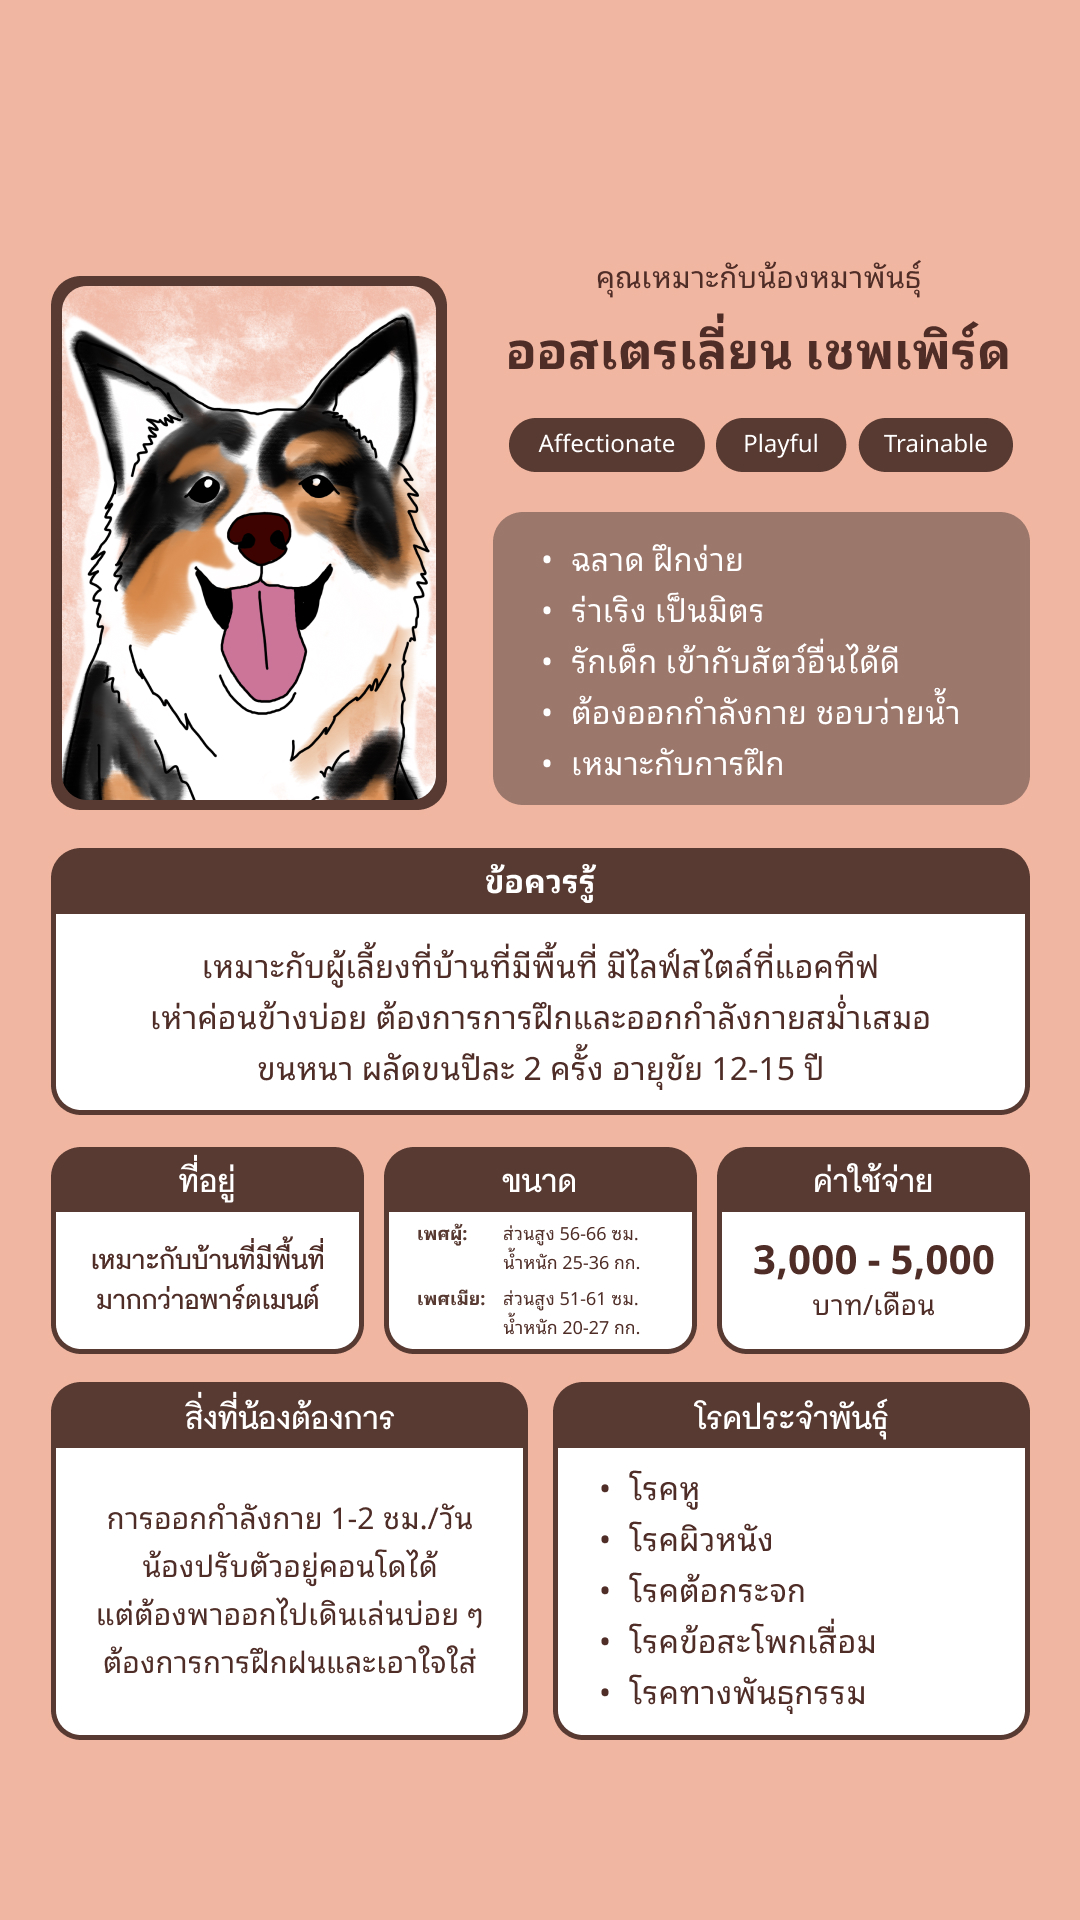 คุณเหมาะกับน้องหมาพันธุ์
ออสเตรเลี่ยน เชพเพิร์ด
Affectionate Playful Trainable
• ฉลาด ฝึกง่าย
• ร่าเริง เป็นมิตร
• รักเด็ก เข้ากับสัตว์อื่นได้ดี
• ต้องออกกำลังกาย ชอบว่ายน้ำ
• เหมาะกับการฝึก
ข้อควรรู้
เหมาะกับผู้เลี้ยงที่บ้านที่มีพื้นที่ มีไลฟ์สไตล์ที่แอคทีฟ
เห่าค่อนข้างบ่อย ต้องการการฝึกและออกกำลังกายสม่ำเสมอ
ขนหนา ผลัดขนปีละ 2 ครั้ง อายุขัย 12-15 ปี
ที่อยู่
เหมาะกับบ้านที่มีพื้นที่
มากกว่าอพาร์ตเมนต์
ขนาด
เพศผู้: ส่วนสูง 56-66 ซม.
น้ำหนัก 25-36 กก.
เพศเมีย: ส่วนสูง 51-61 ซม.
น้ำหนัก 20-27 กก.
ค่าใช้จ่าย
3,000 - 5,000
บาท/เดือน
สิ่งที่น้องต้องการ
การออกกำลังกาย 1-2 ชม./วัน
น้องปรับตัวอยู่คอนโดได้
แต่ต้องพาออกไปเดินเล่นบ่อย ๆ
ต้องการการฝึกฝนและเอาใจใส่
โรคประจำพันธุ์
• โรคหู
• โรคผิวหนัง
• โรคต้อกระจก
• โรคข้อสะโพกเสื่อม
• โรคทางพันธุกรรม